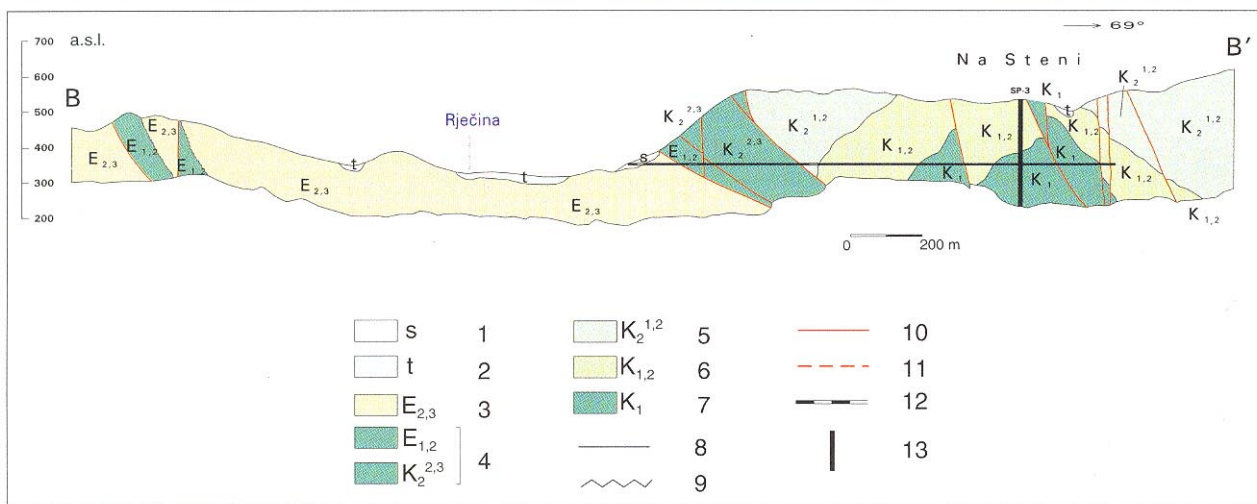 700 a.s.l.
69°
600
Na Steni
B'
500
400
300
200
B
E2,3
E1,2
E2,3
E1,2
E2,3
t
Rječina
t
E2,3
s
E1,2
K2 2,3
K2 2,3
K2 1,2
K1,2
K1
K1,2
SP-3
K1
K1
K1
t
K1,2
K1,2
K2 1,2
K2 1,2
K1,2
0 200 m
s 1
t 2
E2,3 3
E1,2
K2 2,3
4
K2 1,2 5
K1,2 6
K1 7
8
9
10
11
12
13